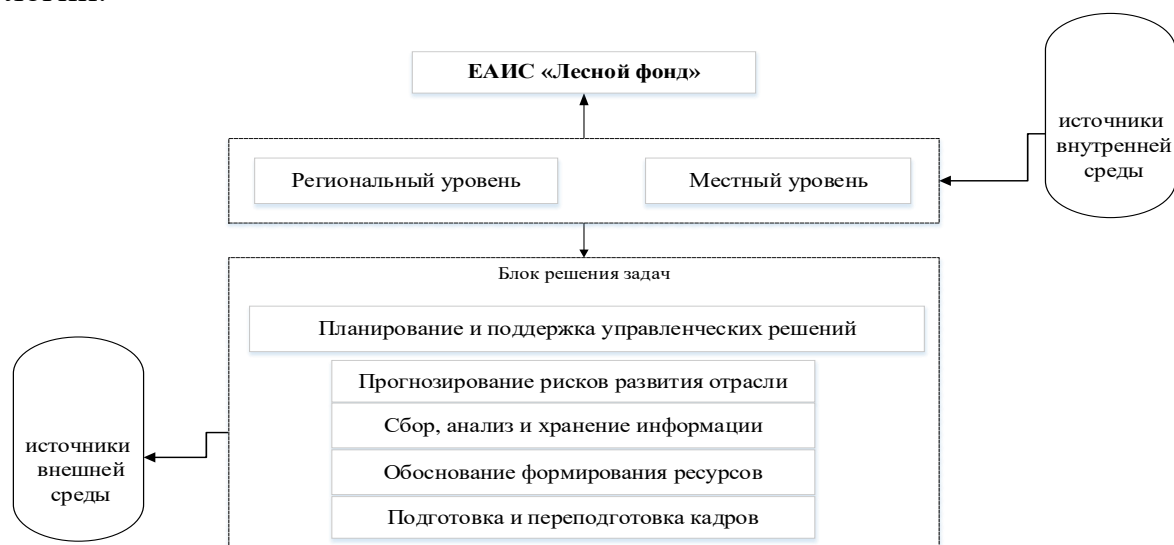 ЕАИС «Лесной фонд»
источники
внутренней
среды
Региональный уровень
Местный уровень
Блок решения задач
Планирование и поддержка управленческих решений
Прогнозирование рисков развития отрасли
Сбор, анализ и хранение информации
Обоснование формирования ресурсов
Подготовка и переподготовка кадров
источники
внешней
среды